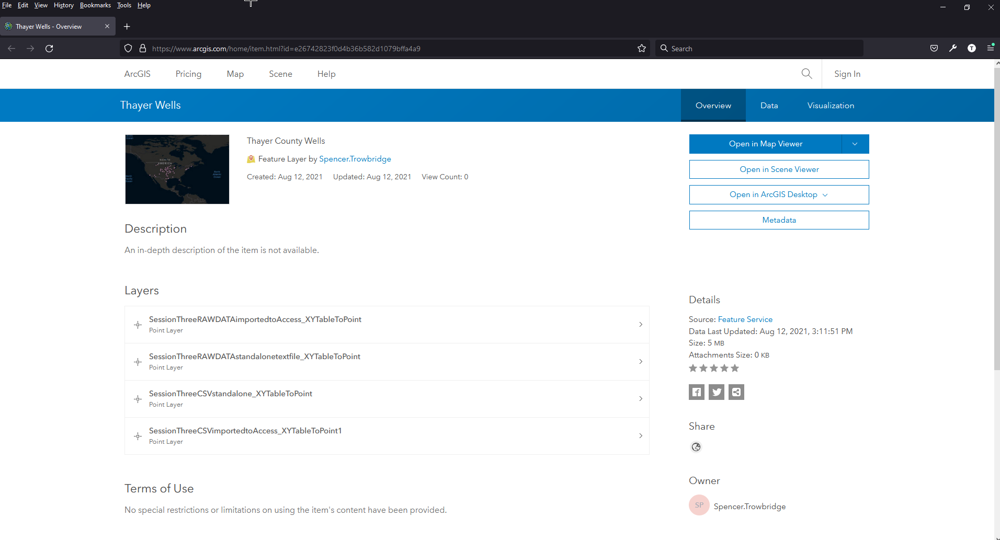 File Edit View History Bookmarks Tools Help
Thayer Wells - Overview
https://www.arcgis.com/home/item.html?id=e26742823f0d4b36b582d1079bffa4a9
Search
T
ArcGIS Pricing Map Scene Help
Sign In
Thayer Wells
Overview Data Visualization
NORTH
AMERICA
Thayer County Wells
Feature Layer by Spencer.Trowbridge
Created: Aug 12, 2021 Updated: Aug 12, 2021 View Count: 0
Open in Map Viewer
Open in Scene Viewer
Open in ArcGIS Desktop
Metadata
Description
An in-depth description of the item is not available.
Layers
SessionThreeRAWDATAimportedtoAccess_XYTableToPoint
Point Layer
SessionThreeRAWDATAstandalonetextfile_XYTableToPoint
Point Layer
SessionThreeCSVstandalone_XYTableToPoint
Point Layer
SessionThreeCSVimportedtoAccess_XYTableToPoint1
Point Layer
Terms of Use
No special restrictions or limitations on using the item's content have been provided.
Details
Source: Feature Service
Data Last Updated: Aug 12, 2021, 3:11:51 PM
Size: 5 MB
Attachments Size: 0 KB
Share
Owner
SP
Spencer.Trowbridge